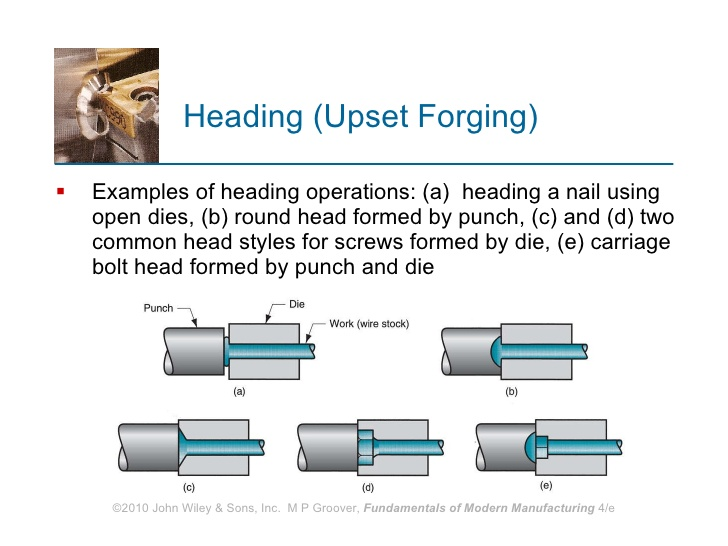 Heading (Upset Forging)
▪ Examples of heading operations: (a)  heading a nail using
open dies, (b) round head formed by punch, (c) and (d) two
common head styles for screws formed by die, (e) carriage
bolt head formed by punch and die
Punch
Die
Work (wire stock)
(a)
(b)
(c)
(d)
(e)
©2010 John Wiley & Sons, Inc.  M P Groover, Fundamentals of Modern Manufacturing 4/e